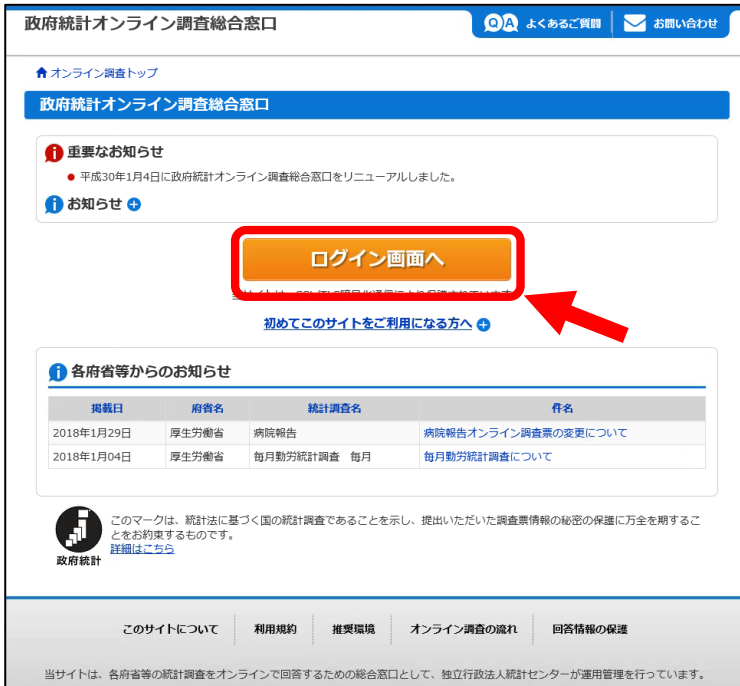 政府統計オンライン調査総合窓口
QA よくあるご質問
お問い合わせ
オンライン調査トップ
政府統計オンライン調査総合窓口
重要なお知らせ
平成30年1月4日に政府統計オンライン調査総合窓口をリニューアルしました。
お知らせ
ログイン画面へ
初めてこのサイトをご利用になる方へ
各府省等からのお知らせ
掲載日 府省名 統計調査名 件名
2018年1月29日 厚生労働省 病院報告 病院報告オンライン調査票の変更について
2018年1月04日 厚生労働省 毎月勤労統計調査 毎月 毎月勤労統計調査について
このマークは、統計法に基づく国の統計調査であることを示し、提出いただいた調査票情報の秘密の保護に万全を期するこ
とをお約束するものです。
詳細はこちら
政府統計
このサイトについて 利用規約 推奨環境 オンライン調査の流れ 回答情報の保護
当サイトは、各府省等の統計調査をオンラインで回答するための総合窓口として、独立行政法人統計センターが運用管理を行っています。